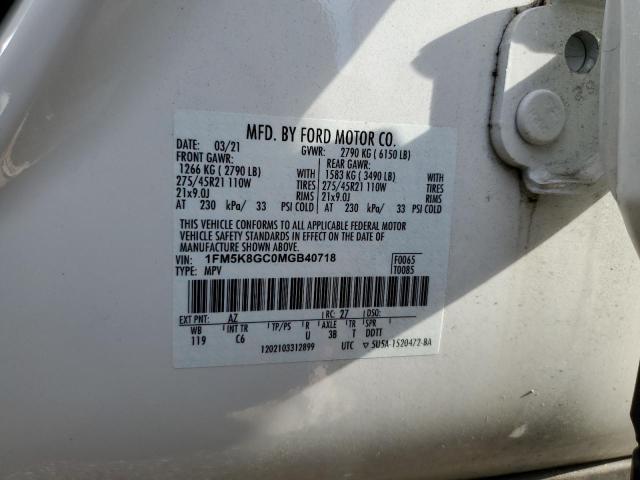 MFD. BY FORD MOTOR CO.
DATE: 03/21 GVWR: 2790 KG ( 6150 LB)
FRONT GAWR: REAR GAWR:
1266 KG ( 2790 LB) WITH 1583 KG ( 3490 LB) WITH
275/45R21 110W TIRES 275/45R21 110W TIRES
21x9.0J RIMS 21x9.0J RIMS
AT 230 kPa/ 33 PSI COLD AT 230 kPa/ 33 PSI COLD
THIS VEHICLE CONFORMS TO ALL APPLICABLE FEDERAL MOTOR
VEHICLE SAFETY STANDARDS IN EFFECT ON THE DATE OF
MANUFACTURE SHOWN ABOVE.
VIN: 1FM5K8GC0MGB40718 F0065
TYPE: MPV T0085
EXT PNT: AZ RC: 27 DSO:
WB INT TR TP/PS R AXLE TR SPR
119 C6 U 3B T DDTT
1202103312899 UTC ▽ 5U5A-1520472-BA